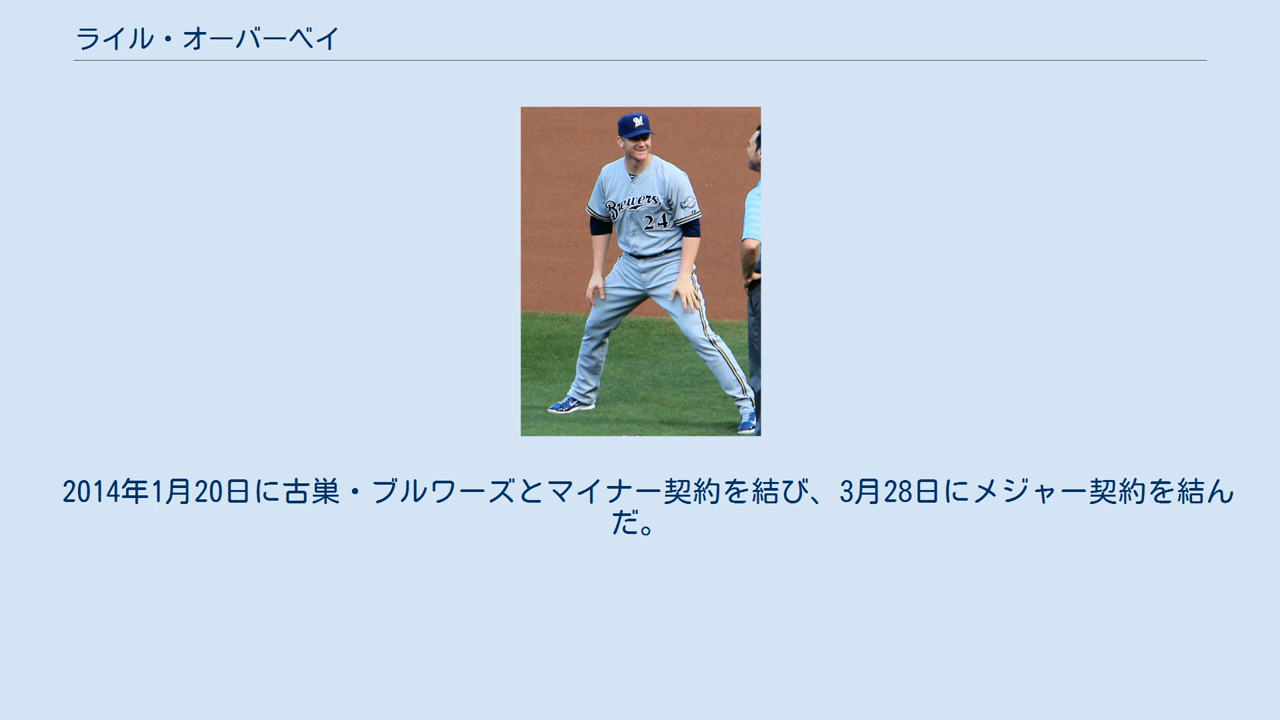 ライル・オーバーベイ
Brewers
24
2014年1月20日に古巣・ブルワーズとマイナー契約を結び、3月28日にメジャー契約を結ん
だ。